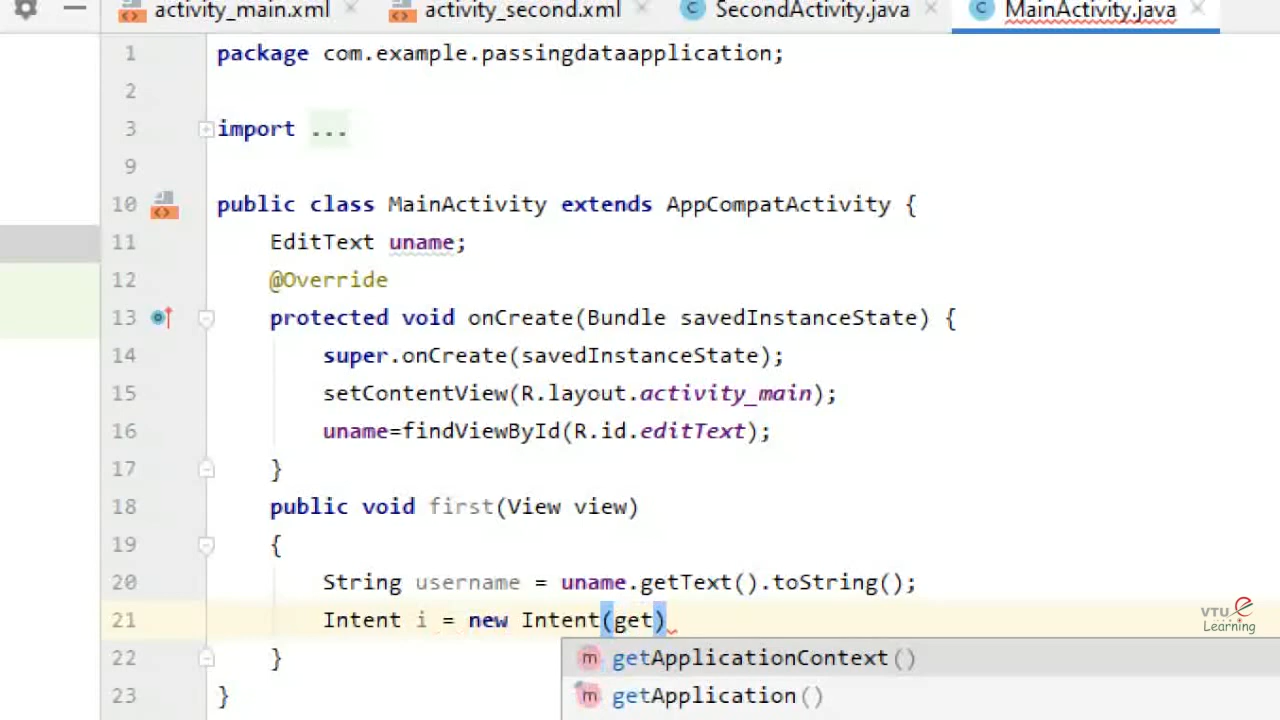 activity_main.xml activity_second.xml SecondActivity.java MainActivity.java
1 package com.example.passingdataapplication;
2
3 import ...
9
10 public class MainActivity extends AppCompatActivity {
11 EditText uname;
12 @Override
13 protected void onCreate(Bundle savedInstanceState) {
14 super.onCreate(savedInstanceState);
15 setContentView(R.layout.activity_main);
16 uname=findViewById(R.id.editText);
17 }
18 public void first(View view)
19 {
20 String username = uname.getText().toString();
21 Intent i = new Intent(get)
22 }
m getApplicationContext()
23 }
m getApplication()
VTU e
Learning